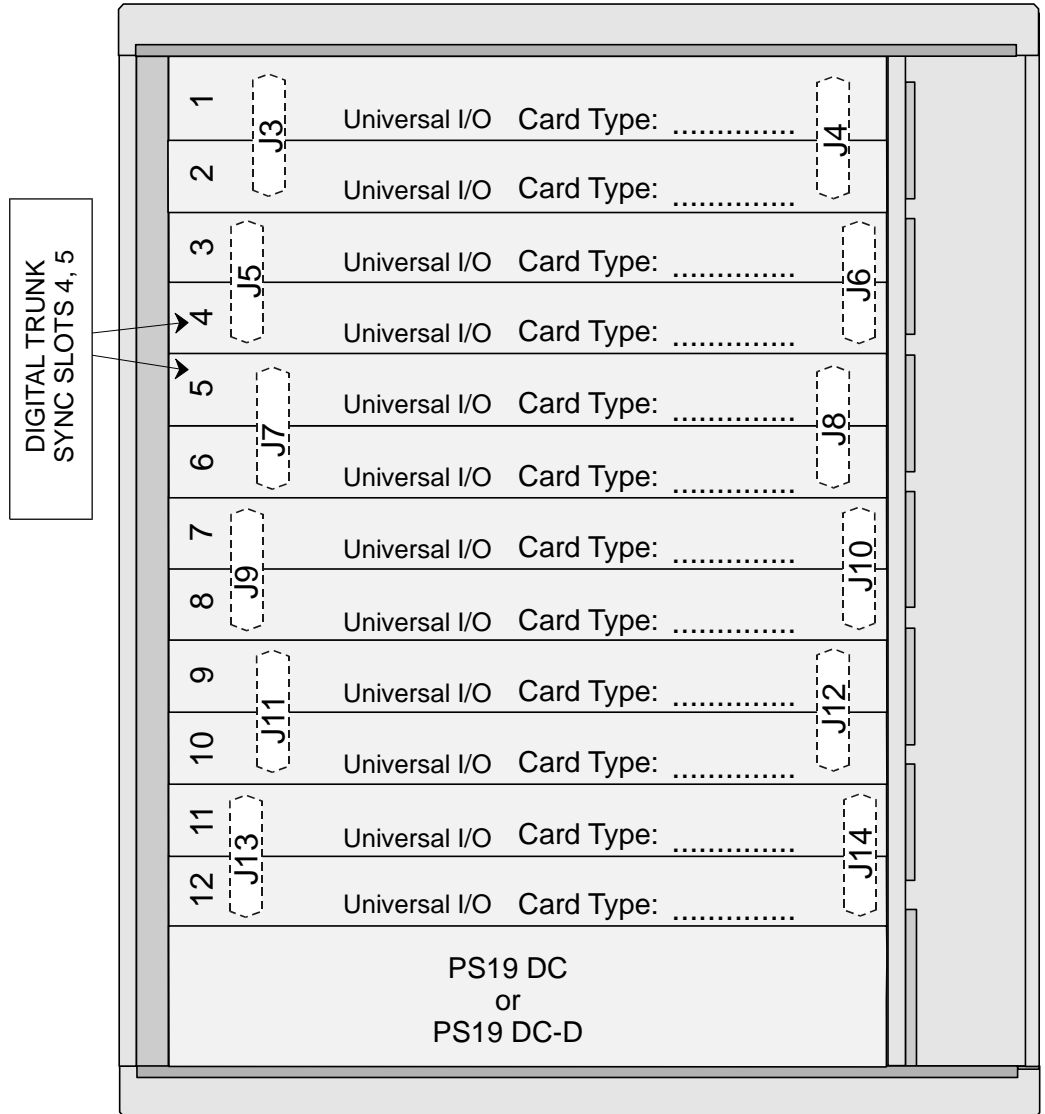 DIGITAL TRUNK
SYNC SLOTS 4, 5
1 J3 Universal I/O Card Type: .............. J4
2 Universal I/O Card Type: ..............
3 J5 Universal I/O Card Type: .............. J6
4 Universal I/O Card Type: ..............
5 J7 Universal I/O Card Type: .............. J8
6 Universal I/O Card Type: ..............
7 J9 Universal I/O Card Type: .............. J10
8 Universal I/O Card Type: ..............
9 J11 Universal I/O Card Type: .............. J12
10 Universal I/O Card Type: ..............
11 J13 Universal I/O Card Type: .............. J14
12 Universal I/O Card Type: ..............
PS19 DC
or
PS19 DC-D